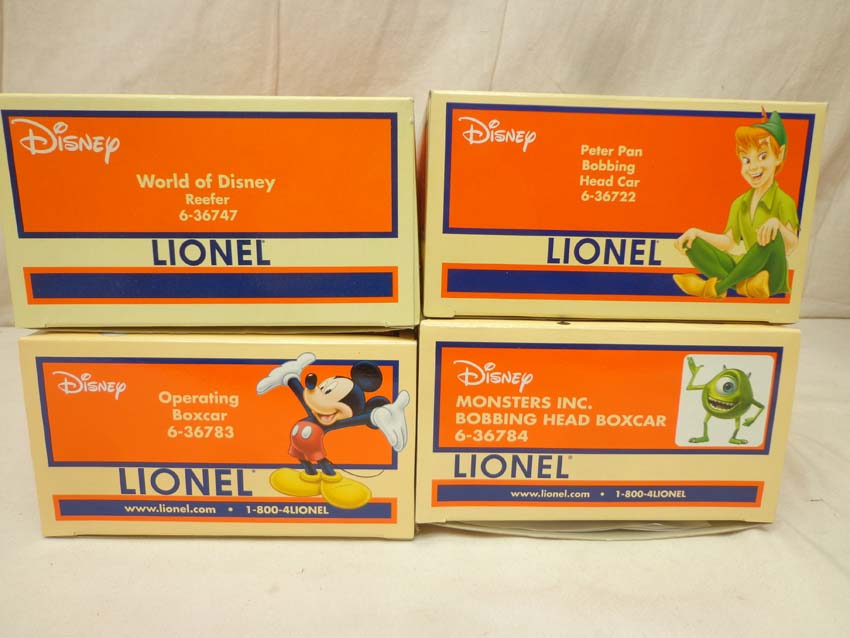 Disney
World of Disney
Reefer
6-36747
LIONEL
Disney
Peter Pan
Bobbing
Head Car
6-36722
LIONEL
Disney
Operating
Boxcar
6-36783
LIONEL
www.lionel.com • 1-800-4LIONEL
Disney
MONSTERS INC.
BOBBING HEAD BOXCAR
6-36784
LIONEL
www.lionel.com • 1-800-4LIONEL